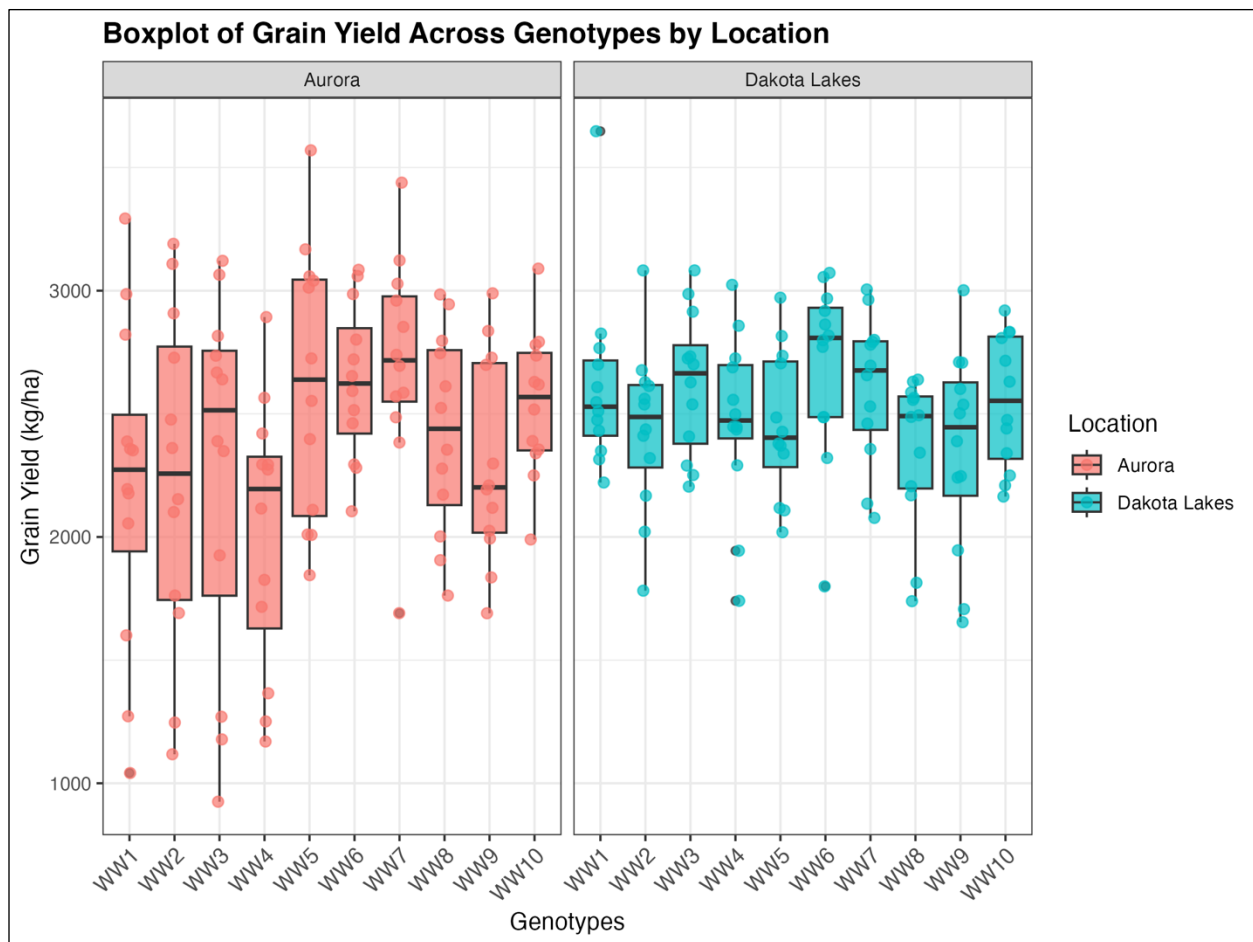 Boxplot of Grain Yield Across Genotypes by Location
Aurora
Dakota Lakes
3000
2000
1000
Grain Yield (kg/ha)
WW1
WW2
WW3
WW4
WW5
WW6
WW7
WW8
WW9
WW10
WW1
WW2
WW3
WW4
WW5
WW6
WW7
WW8
WW9
WW10
Genotypes
Location
Aurora
Dakota Lakes